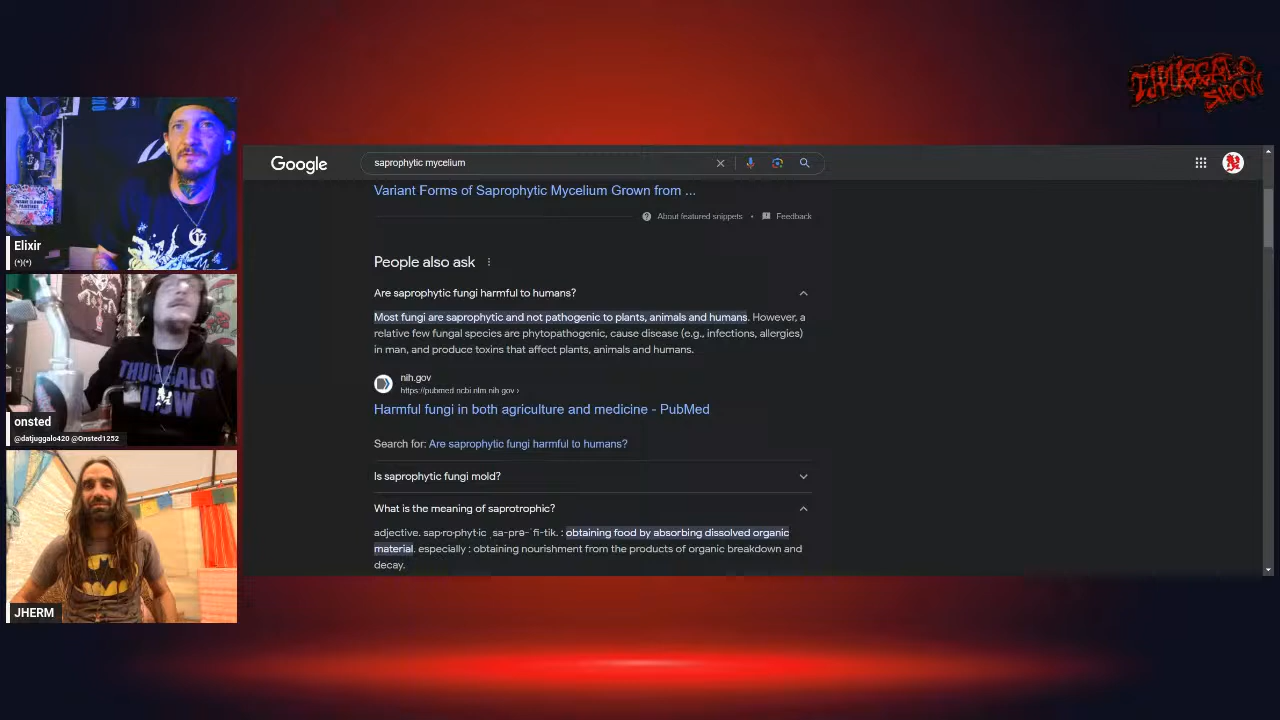 THUGGALO
SHOW
Elixir
(*)(*)
THUGGALO
SHOW
onsted
@datjuggalo420 @Onsted1252
JHERM
Google
saprophytic mycelium
Variant Forms of Saprophytic Mycelium Grown from ...
About featured snippets • Feedback
People also ask
Are saprophytic fungi harmful to humans?
Most fungi are saprophytic and not pathogenic to plants, animals and humans. However, a
relative few fungal species are phytopathogenic, cause disease (e.g., infections, allergies)
in man, and produce toxins that affect plants, animals and humans.
nih.gov
https://pubmed.ncbi.nlm.nih.gov ›
Harmful fungi in both agriculture and medicine - PubMed
Search for: Are saprophytic fungi harmful to humans?
Is saprophytic fungi mold?
What is the meaning of saprotrophic?
adjective. sap·ro·phyt·ic ˌsa-prə-ˈfi-tik. : obtaining food by absorbing dissolved organic
material. especially : obtaining nourishment from the products of organic breakdown and
decay.